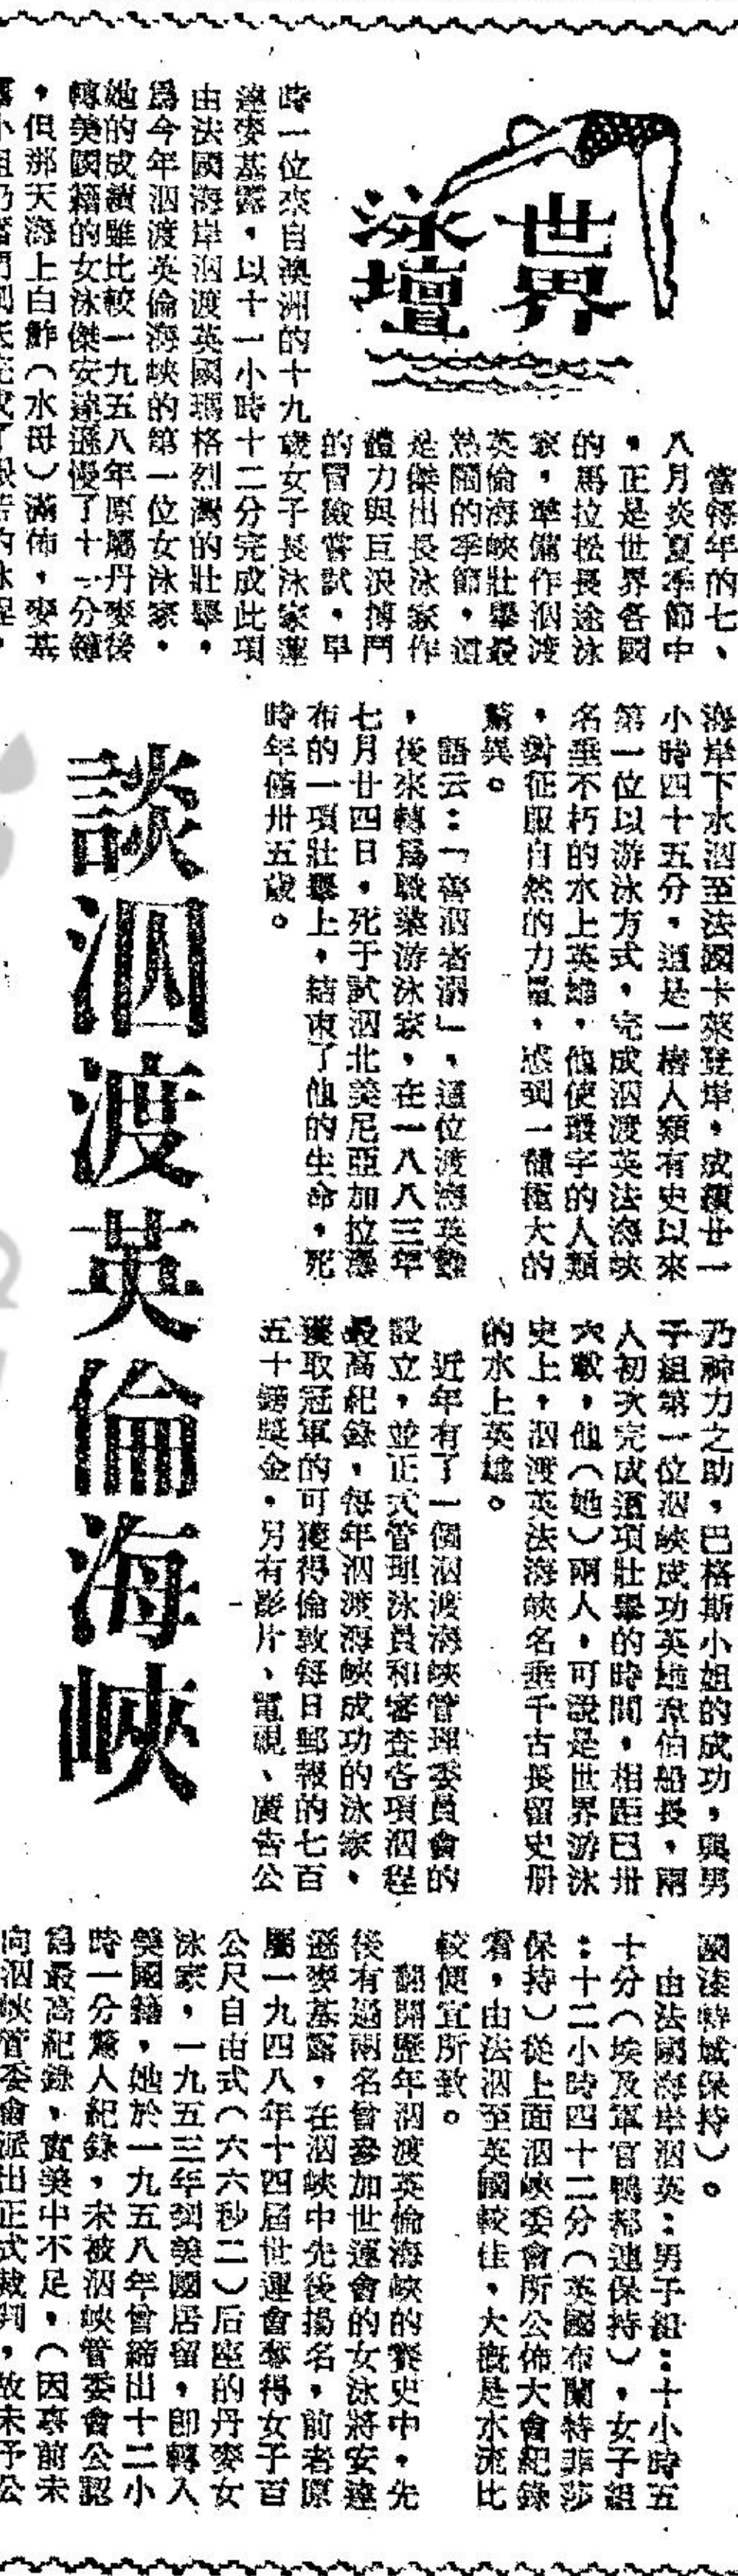 世界
泳壇
談泅渡英倫海峽
當每年的七、
八月炎夏季節中
，正是世界各國
的馬拉松長途泳
家，準備作泅渡
英倫海峽壯舉最
熱鬧的季節，這
是傑出長泳家作
體力與巨浪搏鬥
的冒險嘗試，早
時一位來自澳洲的十九歲女子長泳家蓮
達麥基露，以十一小時十二分完成此項
由法國海岸泅渡英國瑪格烈灣的壯舉，
爲今年泅渡英倫海峽的第一位女泳家。
她的成績雖比較一九五八年原屬丹麥後
轉美國籍的女泳傑安達遜慢了十一分鐘
，但那天海上白鮓（水母）滿佈，麥基
海岸下水泅至法國卡萊登岸，成績廿一
小時四十五分，這是一樁人類有史以來
第一位以游泳方式，完成泅渡英法海峽
名垂不朽的水上英雄，他使環宇的人類
，對征服自然的力量，感到一種極大的
驚異。
語云：「善泅者溺」，這位渡海英雄
，後來轉爲職業游泳家，在一八八三年
七月廿四日，死于試泅北美尼亞加拉瀑
布的一項壯舉上，結束了他的生命，死
時年僅卅五歲。
乃神力之助，巴格斯小姐的成功，與男
子組第一位泅峽成功英雄韋伯船長，兩
人初次完成這項壯舉的時間，相距已卅
六載，他（她）兩人，可說是世界游泳
史上，泅渡英法海峽名垂千古長留史册
的水上英雄。
近年有了一個泅渡海峽管理委員會的
設立，並正式管理泳員和審查各項泅程
最高紀錄，每年泅渡海峽成功的泳家，
獲取冠軍的可獲得倫敦每日郵報的七百
五十鎊獎金，另有影片、電視、廣告公
國漆特城保持）。
由法國海岸泅英：男子組：十小時五
十分（埃及軍官鴨都連保持），女子組
：十二小時四十二分（英國布蘭特菲莎
保持）從上面泅峽委會所公佈大會紀錄
看，由法泅至英國較佳，大概是水流比
較便宜所致。
翻開歷年泅渡英倫海峽的賽史中，先
後有過兩名曾參加世運會的女泳將安達
遜麥基露，在泅峽中先後揚名，前者原
屬一九四八年十四届世運會奪得女子百
公尺自由式（六六秒二）后座的丹麥女
泳家，一九五三年到美國居留，即轉入
美國籍，她於一九五八年曾締出十二小
時一分驚人紀錄，未被泅峽管委會公認
爲最高紀錄，實美中不足，（因事前未
向泅峽管委會派出正式裁判，故未予公